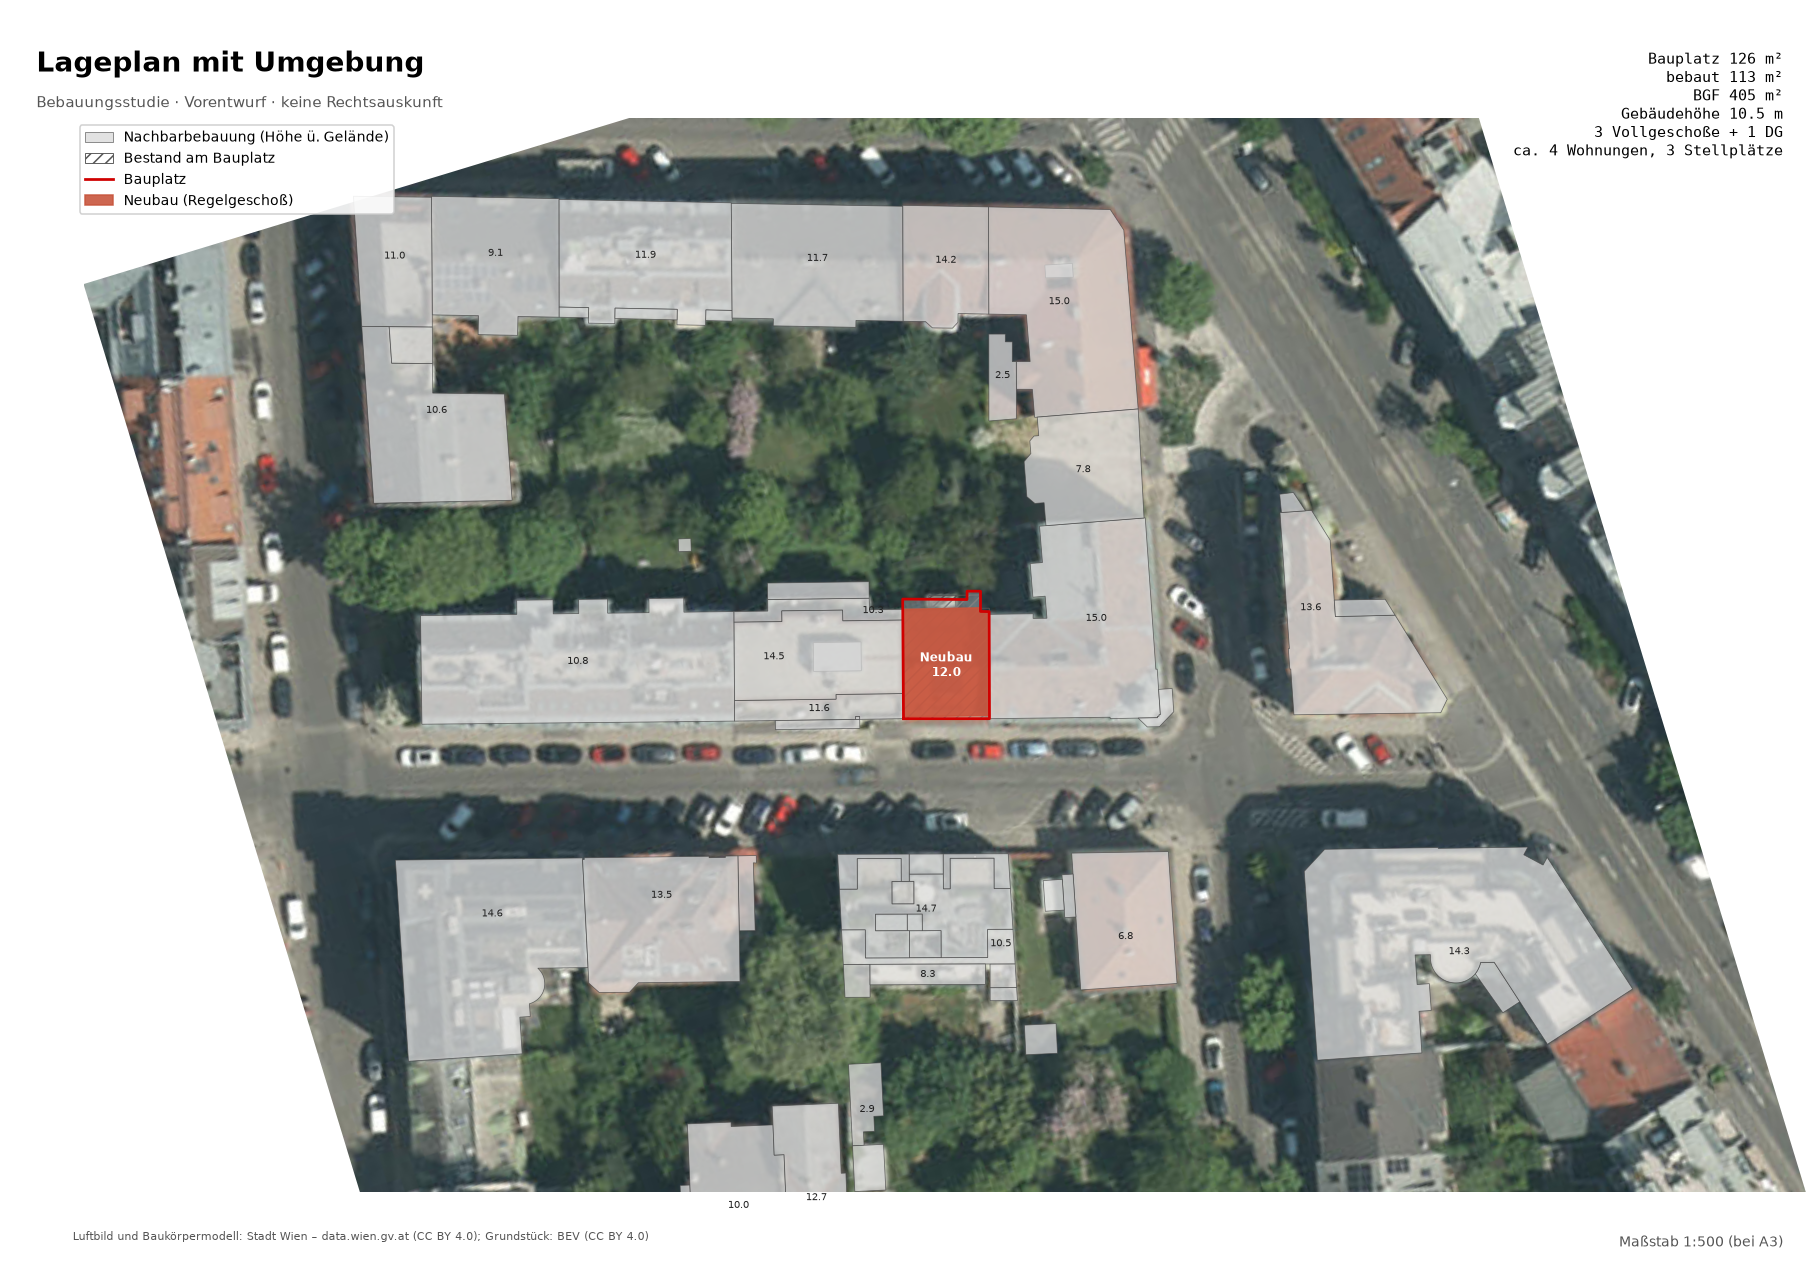 Lageplan mit Umgebung
Bebauungsstudie · Vorentwurf · keine Rechtsauskunft
Bauplatz 126 m²
bebaut 113 m²
BGF 405 m²
Gebäudehöhe 10.5 m
3 Vollgeschoße + 1 DG
ca. 4 Wohnungen, 3 Stellplätze
Nachbarbebauung (Höhe ü. Gelände)
Bestand am Bauplatz
Bauplatz
Neubau (Regelgeschoß)
11.0
9.1
11.9
11.7
14.2
15.0
2.5
10.6
7.8
10.3
13.6
15.0
14.5
10.8
Neubau
12.0
11.6
13.5
14.6
14.7
10.5
6.8
8.3
14.3
2.9
12.7
10.0
Luftbild und Baukörpermodell: Stadt Wien – data.wien.gv.at (CC BY 4.0); Grundstück: BEV (CC BY 4.0)
Maßstab 1:500 (bei A3)